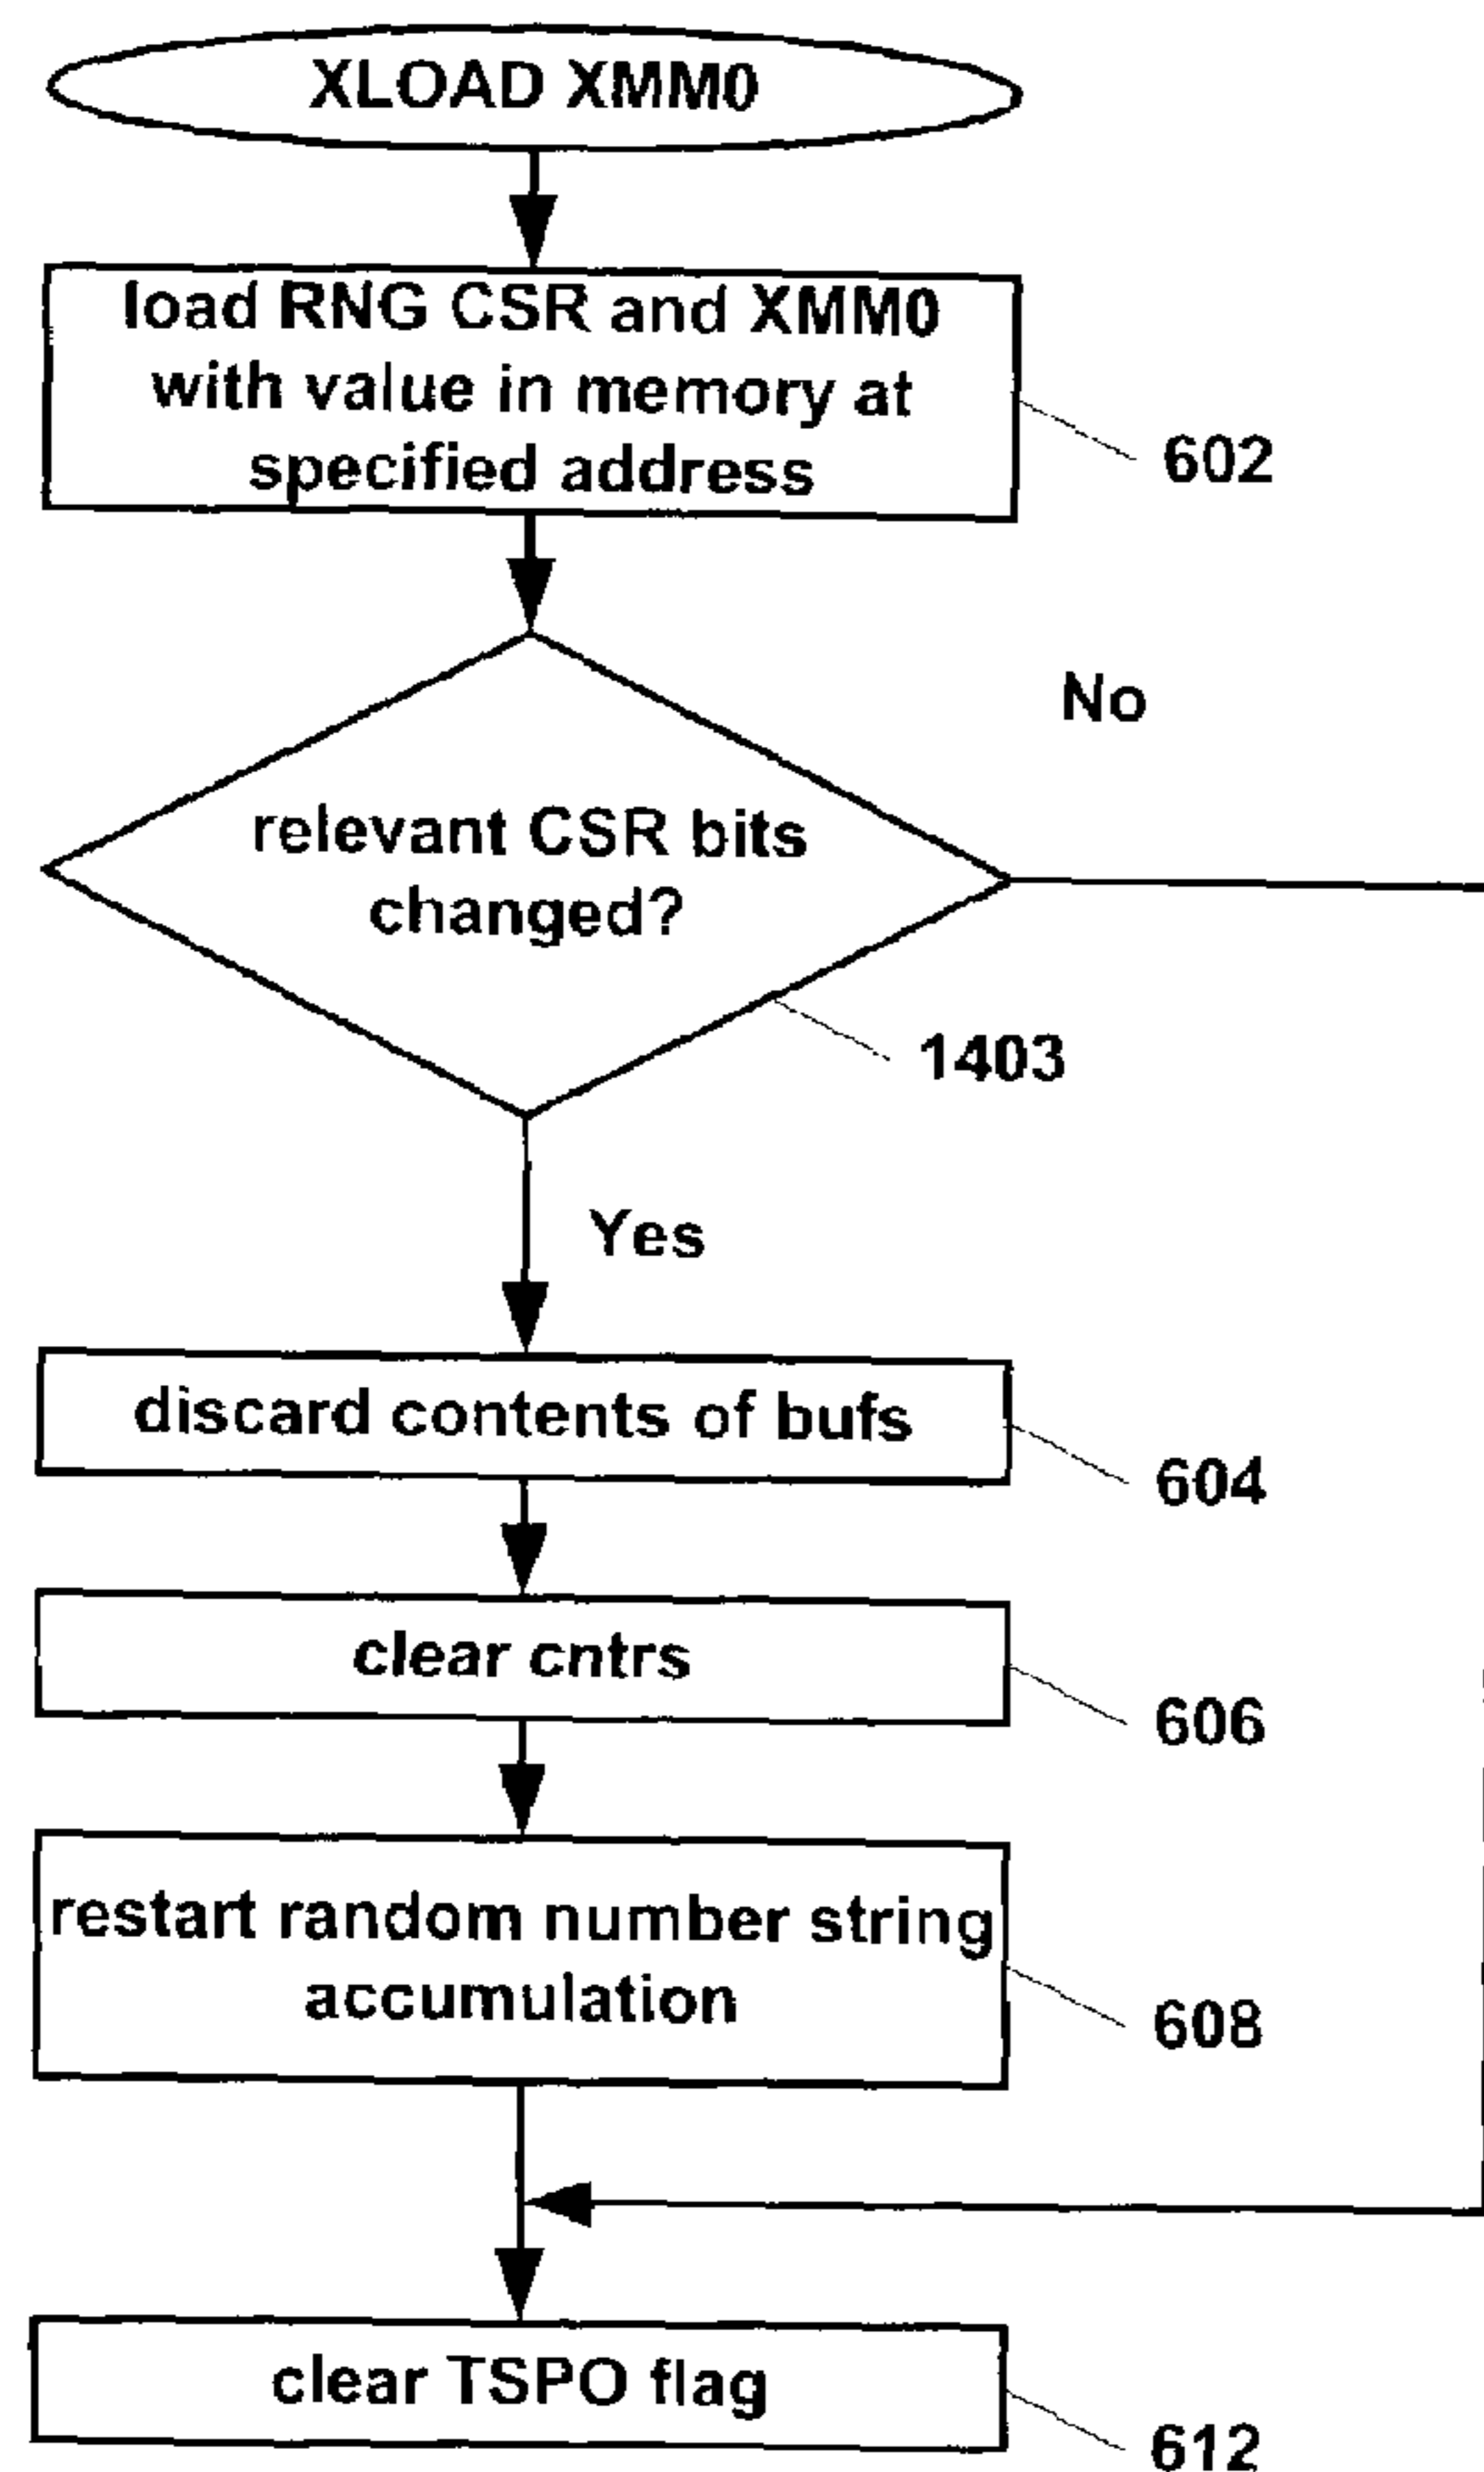 XLOAD XMM0
load RNG CSR and XMM0
with value in memory at
specified address
602
No
relevant CSR bits
changed?
1403
Yes
discard contents of bufs
604
clear cntrs
606
restart random number string
accumulation
608
clear TSPO flag
612